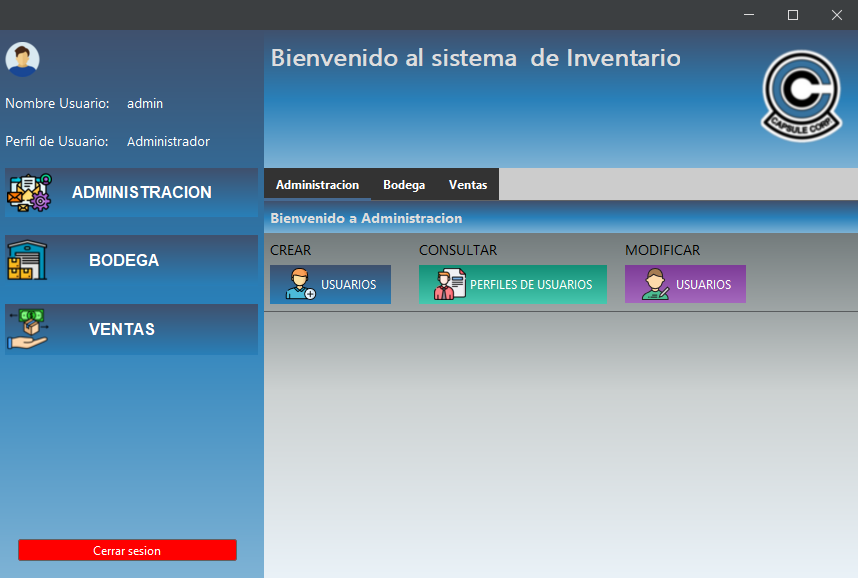 Bienvenido al sistema de Inventario
CAPSULE CORP.
Nombre Usuario: admin
Perfil de Usuario: Administrador
ADMINISTRACION
BODEGA
VENTAS
Cerrar sesion
Administracion Bodega Ventas
Bienvenido a Administracion
CREAR CONSULTAR MODIFICAR
USUARIOS PERFILES DE USUARIOS USUARIOS